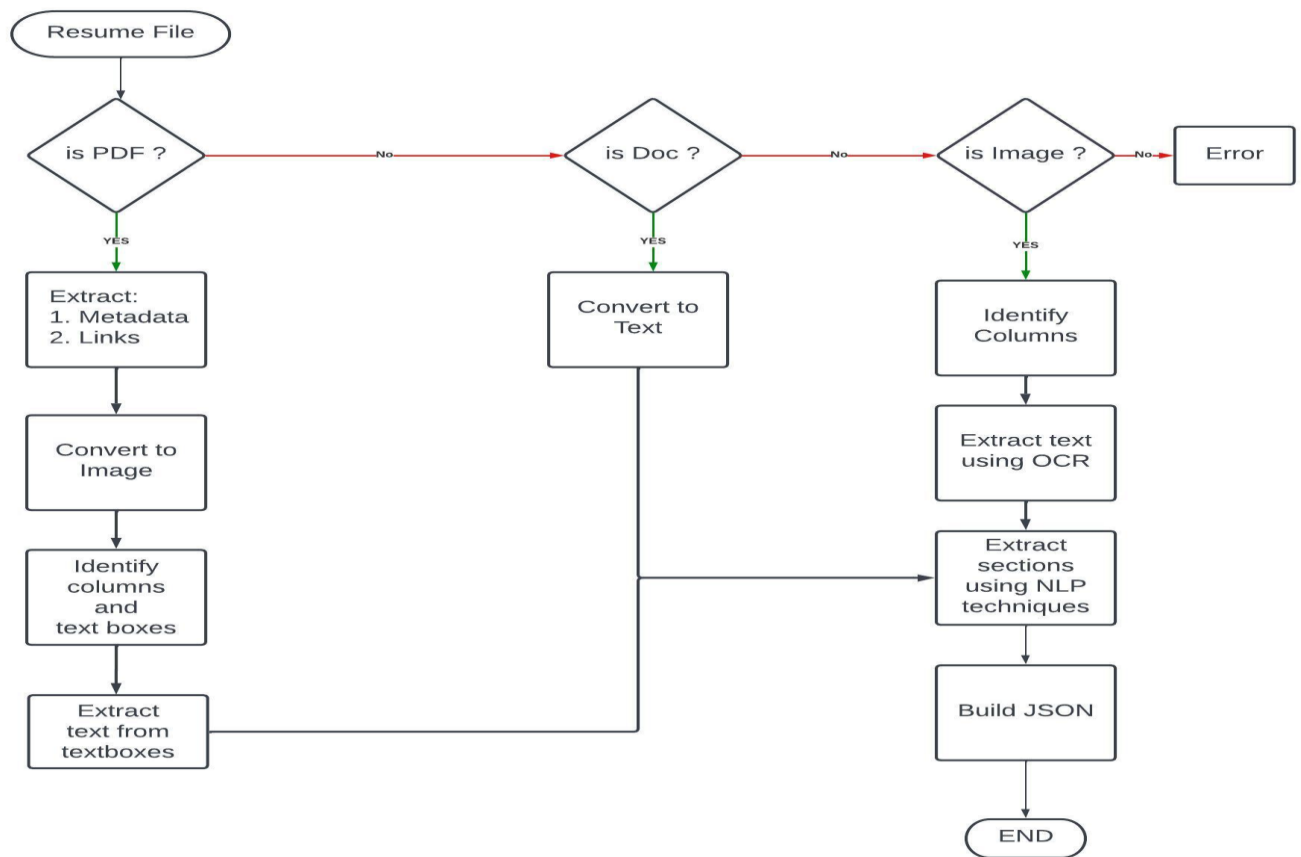 Resume File
is PDF ?
No
is Doc ?
No
is Image ?
No
Error
YES
YES
YES
Extract:
1. Metadata
2. Links
Convert to
Text
Identify
Columns
Convert to
Image
Extract text
using OCR
Identify
columns
and
text boxes
Extract
sections
using NLP
techniques
Extract
text from
textboxes
Build JSON
END